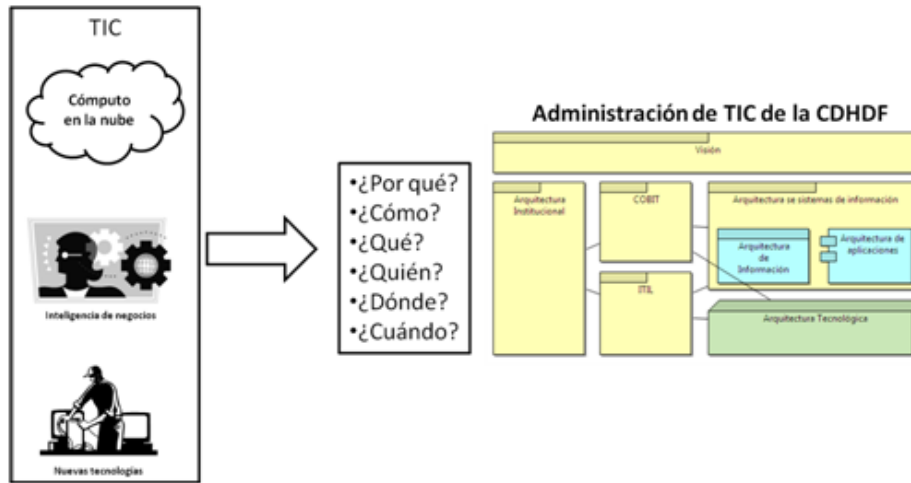 TIC
Cómputo
en la nube
Inteligencia de negocios
Nuevas tecnologías
•¿Por qué?
•¿Cómo?
•¿Qué?
•¿Quién?
•¿Dónde?
•¿Cuándo?
Administración de TIC de la CDHDF
Visión
Arquitectura
Institucional
COBIT
ITIL
Arquitectura se sistemas de información
Arquitectura
de
Información
Arquitectura de
aplicaciones
Arquitectura Tecnológica